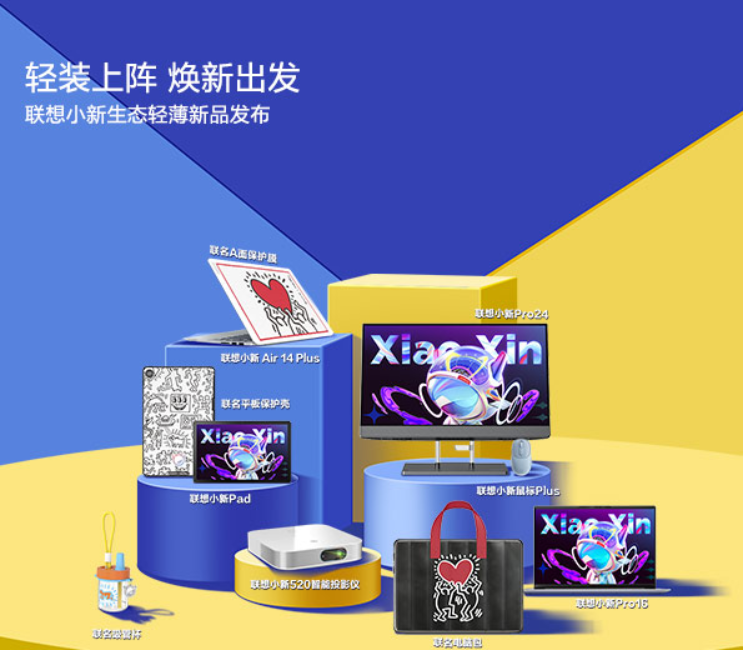 轻装上阵 焕新出发
联想小新生态轻薄新品发布
联名A面保护膜
联想小新Pro24
Xiao Xin
联想小新 Air 14 Plus
联名平板保护壳
Xiao Xin
联想小新鼠标Plus
联想小新Pad
Xiao Xin
联想小新520智能投影仪
联想小新Pro16
联名吸管杯
联名电脑包